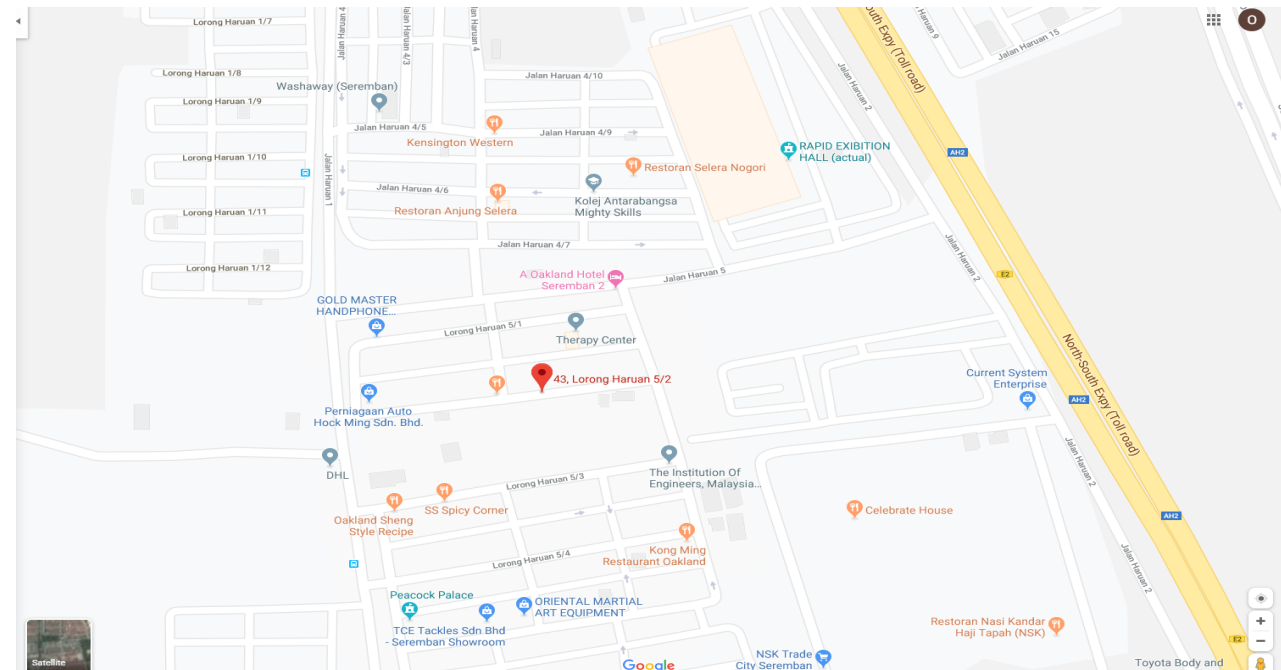 Lorong Haruan 1/7
Jalan Haruan 4
Jalan Haruan 4/3
Jalan Haruan 4
Jalan Haruan 9
Jalan Haruan 15
North-South Expy (Toll road)
O
Lorong Haruan 1/8
Washaway (Seremban)
Jalan Haruan 4/10
Jalan Haruan 2
Lorong Haruan 1/9
Jalan Haruan 4/5
Kensington Western
Jalan Haruan 4/9
RAPID EXIBITION
HALL (actual)
AH2
Lorong Haruan 1/10
Jalan Haruan 1
Restoran Selera Nogori
Jalan Haruan 4/6
Restoran Anjung Selera
Kolej Antarabangsa
Mighty Skills
Lorong Haruan 1/11
Jalan Haruan 4/7
Jalan Haruan 2
Lorong Haruan 1/12
A Oakland Hotel
Seremban 2
Jalan Haruan 5
E2
GOLD MASTER
HANDPHONE...
Lorong Haruan 5/1
Therapy Center
North-South Expy (Toll road)
43, Lorong Haruan 5/2
Current System
Enterprise
AH2
Perniagaan Auto
Hock Ming Sdn. Bhd.
Jalan Haruan 2
DHL
The Institution Of
Engineers, Malaysia...
Lorong Haruan 5/3
SS Spicy Corner
Oakland Sheng
Style Recipe
Celebrate House
AH2
Kong Ming
Restaurant Oakland
Lorong Haruan 5/4
Jalan Haruan 2
Peacock Palace
ORIENTAL MARTIAL
ART EQUIPMENT
TCE Tackles Sdn Bhd
- Seremban Showroom
Restoran Nasi Kandar
Haji Tapah (NSK)
E2
NSK Trade
City Seremban
Toyota Body and
Satellite
Google